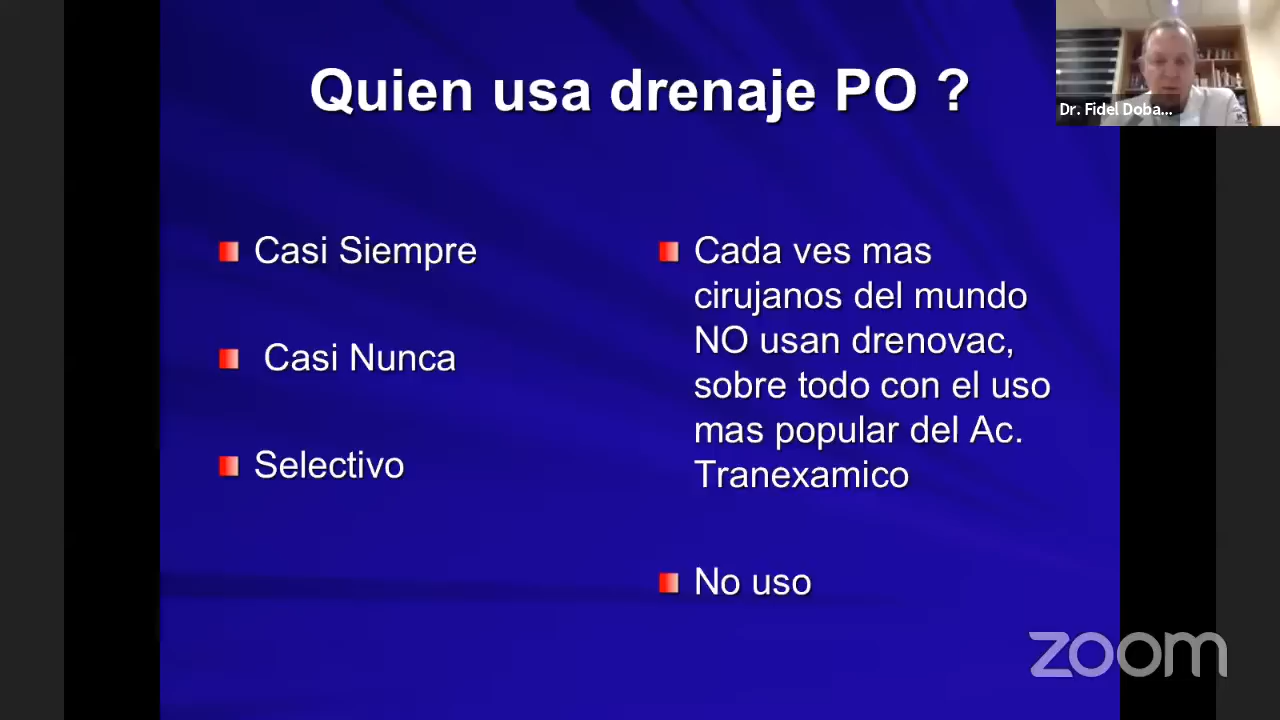 Quien usa drenaje PO ?
Dr. Fidel Doba...
Casi Siempre
Casi Nunca
Selectivo
Cada ves mas
cirujanos del mundo
NO usan drenovac,
sobre todo con el uso
mas popular del Ac.
Tranexamico
No uso
zoom